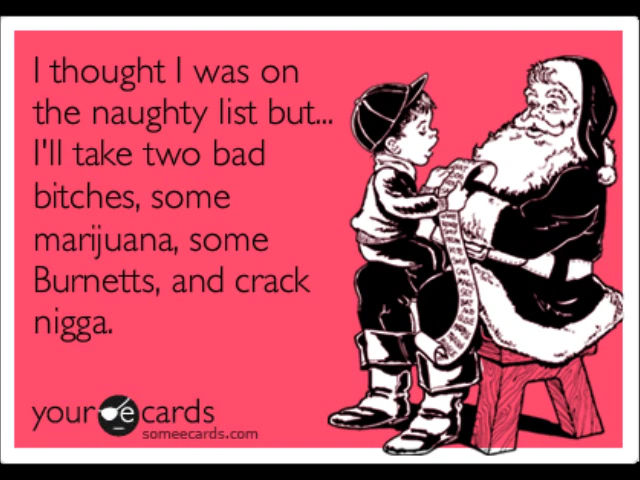 I thought I was on
the naughty list but...
I'll take two bad
bitches, some
marijuana, some
Burnetts, and crack
nigga.
your e cards
someecards.com